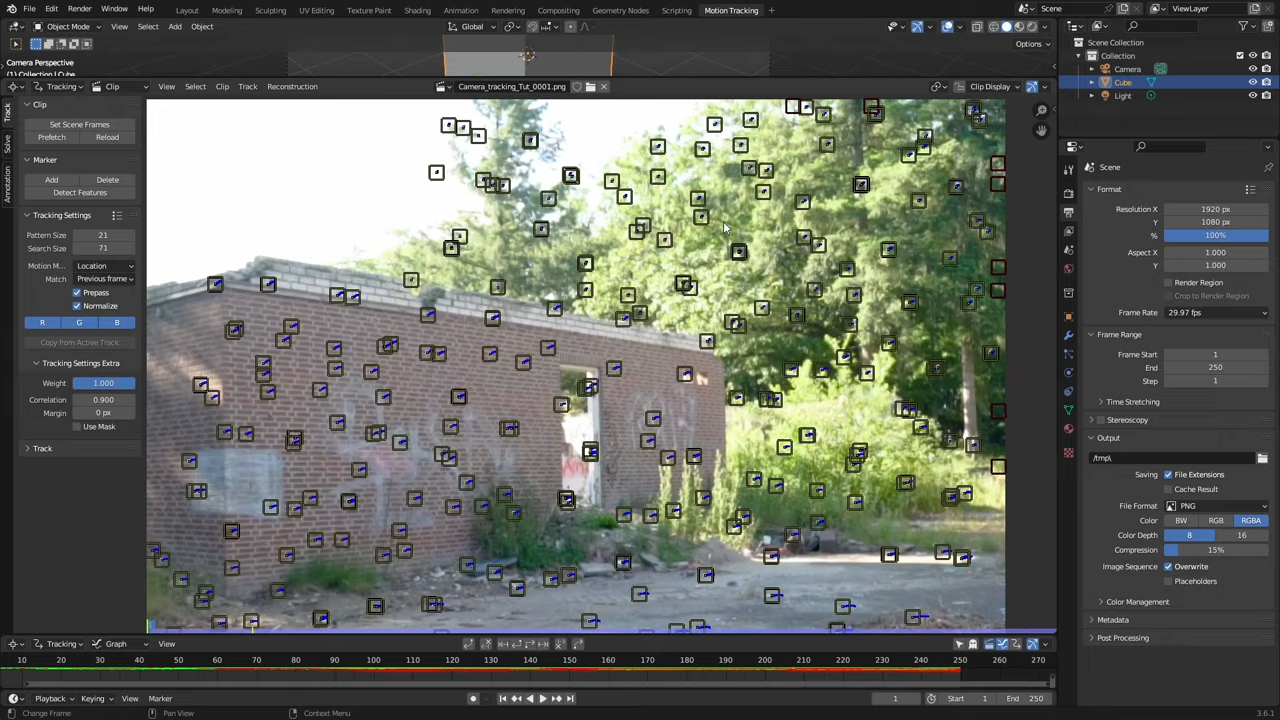 File Edit Render Window Help Layout Modeling Sculpting UV Editing Texture Paint Shading Animation Rendering Compositing Geometry Nodes Scripting Motion Tracking Scene ViewLayer
Object Mode View Select Add Object Global
Options
Camera Perspective
(1) Collection | Cube
Scene Collection
Collection
Camera
Cube
Light
Tracking Clip View Select Clip Track Reconstruction Camera_tracking_Tut_0001.png Clip Display
Track
Solve
Annotation
Clip
Set Scene Frames
Prefetch Reload
Marker
Add Delete
Detect Features
Tracking Settings
Pattern Size 21
Search Size 71
Motion M... Location
Match Previous frame
Prepass
Normalize
R G B
Copy from Active Track
Tracking Settings Extra
Weight 1.000
Correlation 0.900
Margin 0 px
Use Mask
Track
Scene
Format
Resolution X 1920 px
Y 1080 px
% 100%
Aspect X 1.000
Y 1.000
Render Region
Crop to Render Region
Frame Rate 29.97 fps
Frame Range
Frame Start 1
End 250
Step 1
Time Stretching
Stereoscopy
Output
/tmp\
Saving File Extensions
Cache Result
File Format PNG
Color BW RGB RGBA
Color Depth 8 16
Compression 15%
Image Sequence Overwrite
Placeholders
Color Management
Metadata
Post Processing
Tracking Graph View
10 20 30 40 50 60 70 80 90 100 110 120 130 140 150 160 170 180 190 200 210 220 230 240 250 260 270
Playback Keying View Marker 1 Start 1 End 250
Change Frame Pan View Context Menu 3.6.1